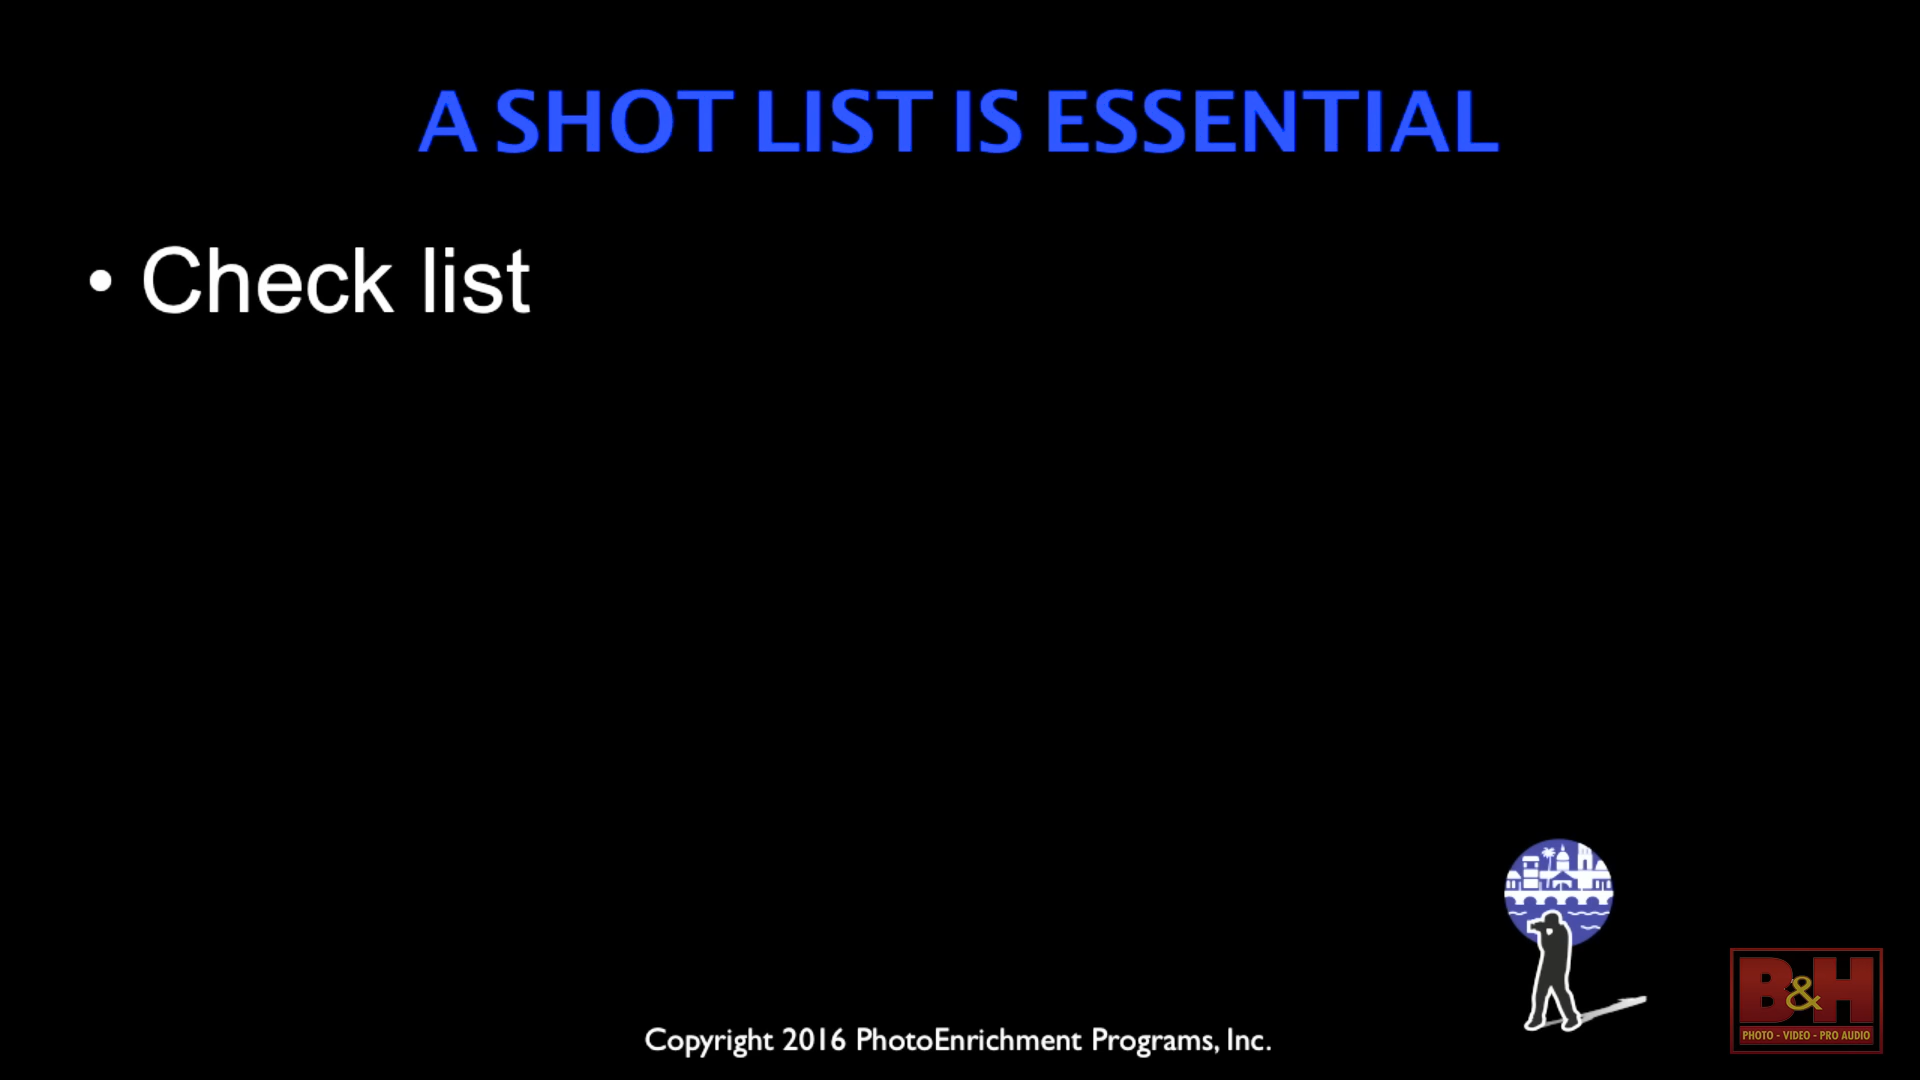 A SHOT LIST IS ESSENTIAL
• Check list
Copyright 2016 PhotoEnrichment Programs, Inc.
B&H
PHOTO - VIDEO - PRO AUDIO